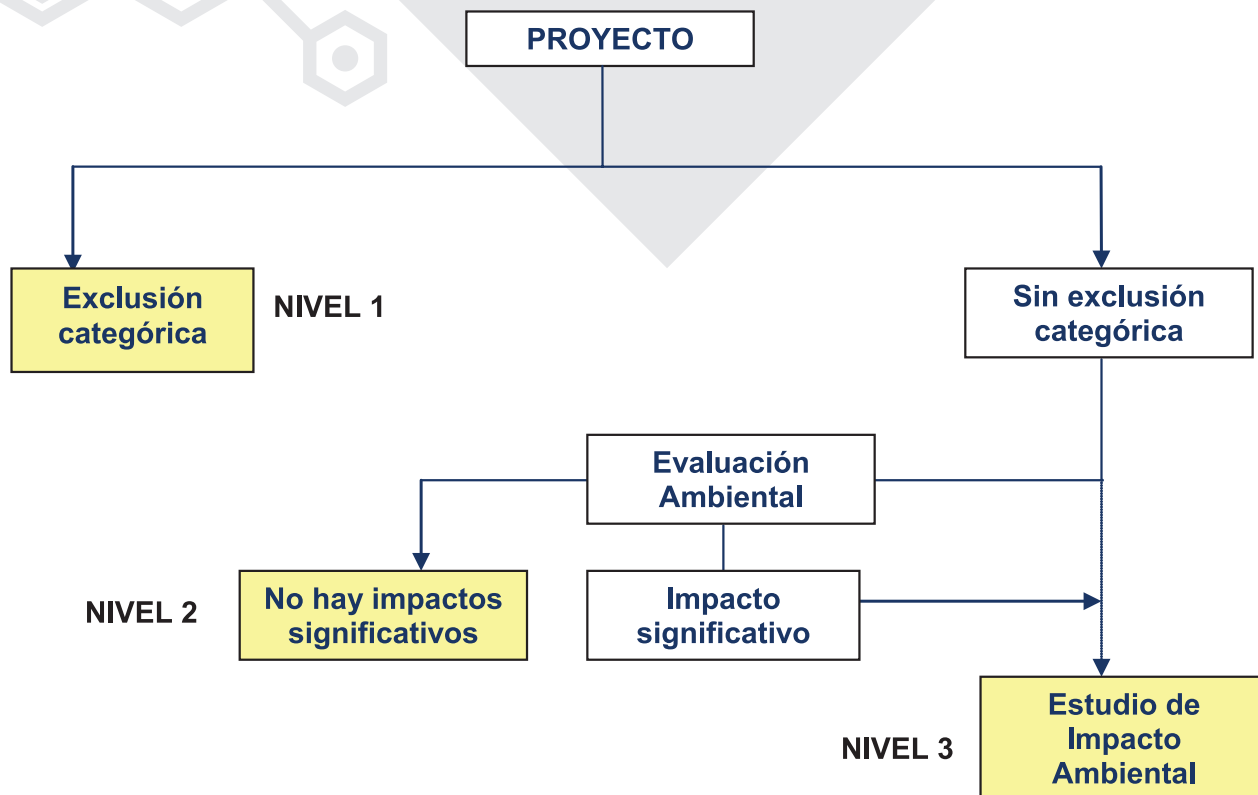 PROYECTO
Exclusión
categórica
NIVEL 1
Sin exclusión
categórica
Evaluación
Ambiental
NIVEL 2
No hay impactos
significativos
Impacto
significativo
NIVEL 3
Estudio de
Impacto
Ambiental